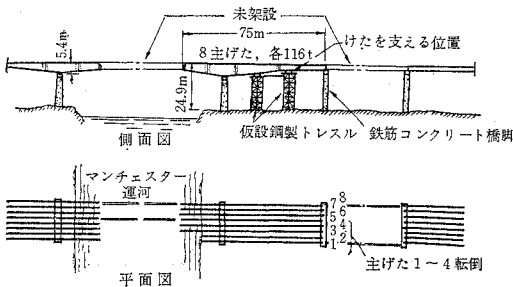 未架設
75m
8主げた，各116t
けたを支える位置
5.4m
24.9m
仮設鋼製トレスル 鉄筋コンクリート橋脚
側面図
マンチェスター
運河
7 8
5 6
3 4
1 2
主げた1～4転倒
平面図